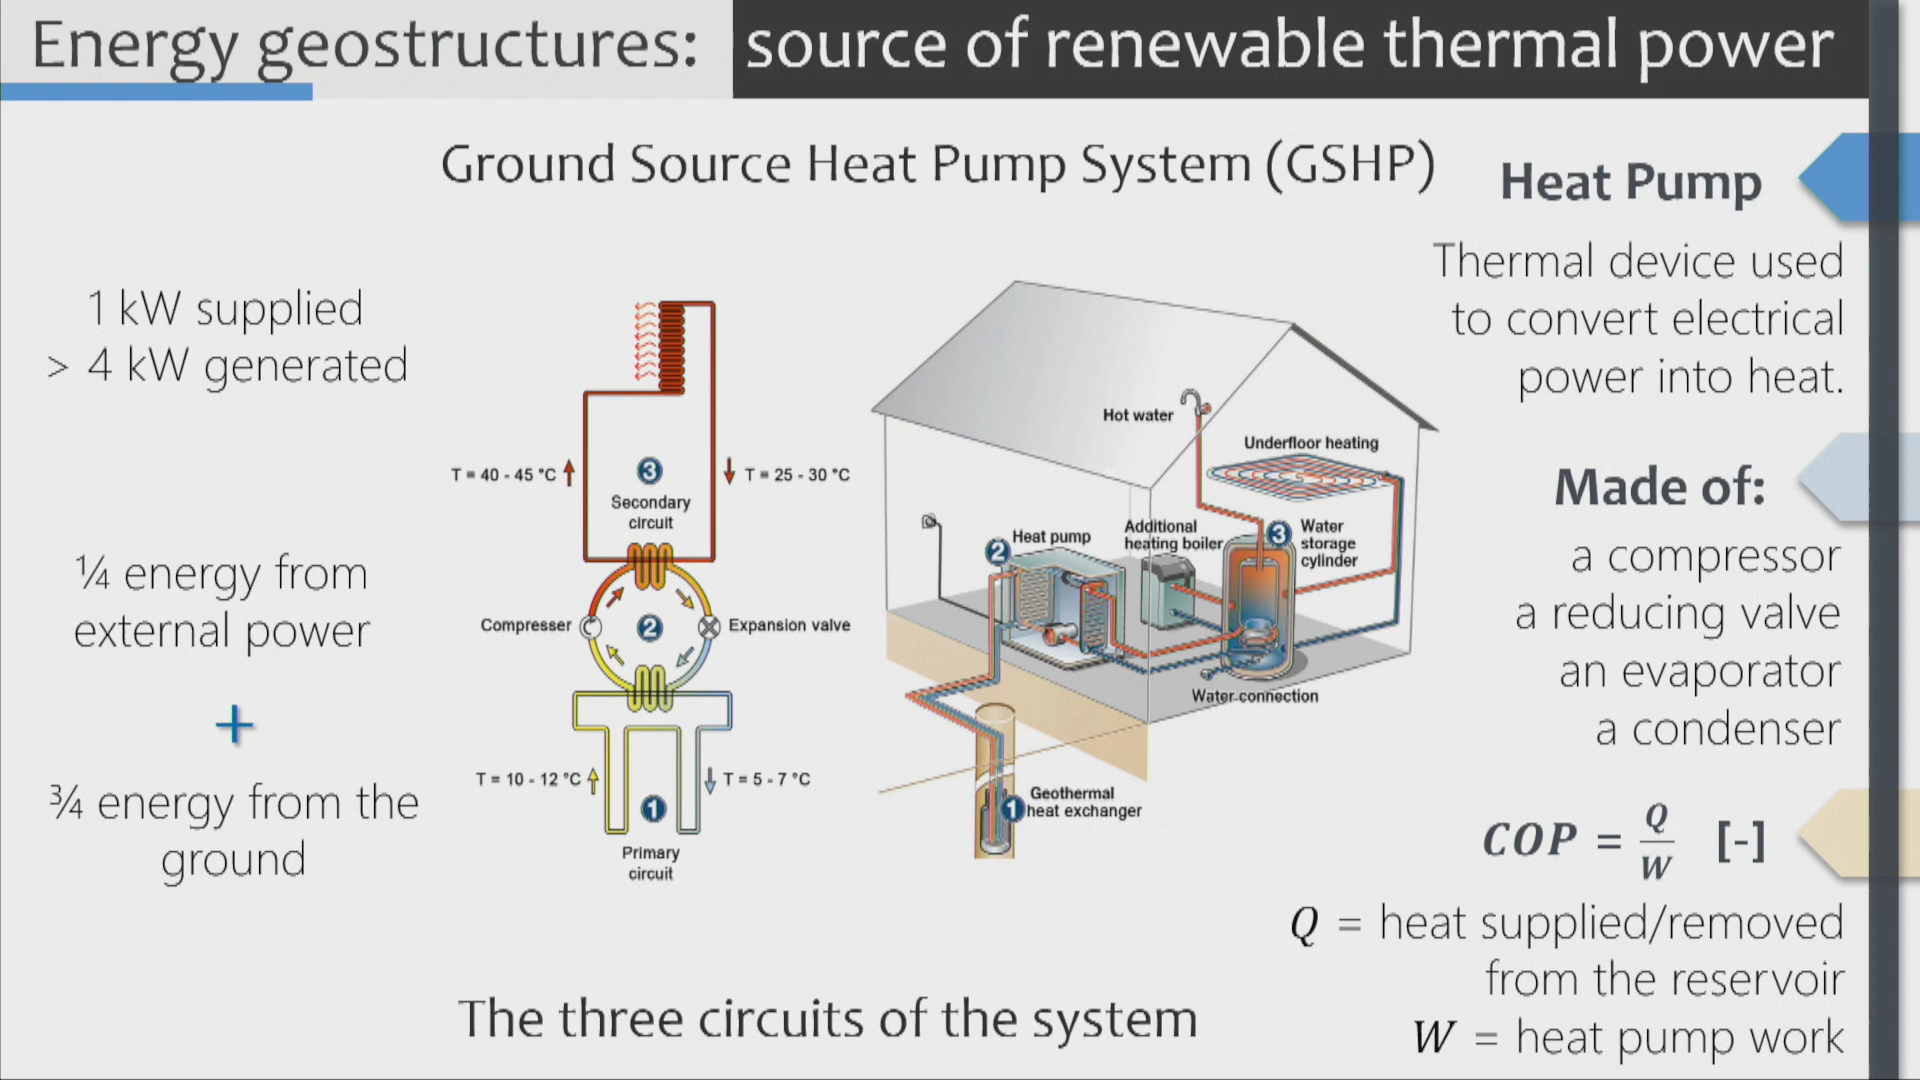 Energy geostructures: source of renewable thermal power
Ground Source Heat Pump System (GSHP)
1 kW supplied
> 4 kW generated
¼ energy from
external power
+
¾ energy from the
ground
T = 40 - 45 °C
T = 25 - 30 °C
3
Secondary
circuit
Compresser
2
Expansion valve
T = 10 - 12 °C
T = 5 - 7 °C
1
Primary
circuit
Hot water
Underfloor heating
2
Heat pump
Additional
heating boiler
3
Water
storage
cylinder
Water connection
1
Geothermal
heat exchanger
The three circuits of the system
Heat Pump
Thermal device used
to convert electrical
power into heat.
Made of:
a compressor
a reducing valve
an evaporator
a condenser
COP = Q/W [-]
Q = heat supplied/removed
from the reservoir
W = heat pump work